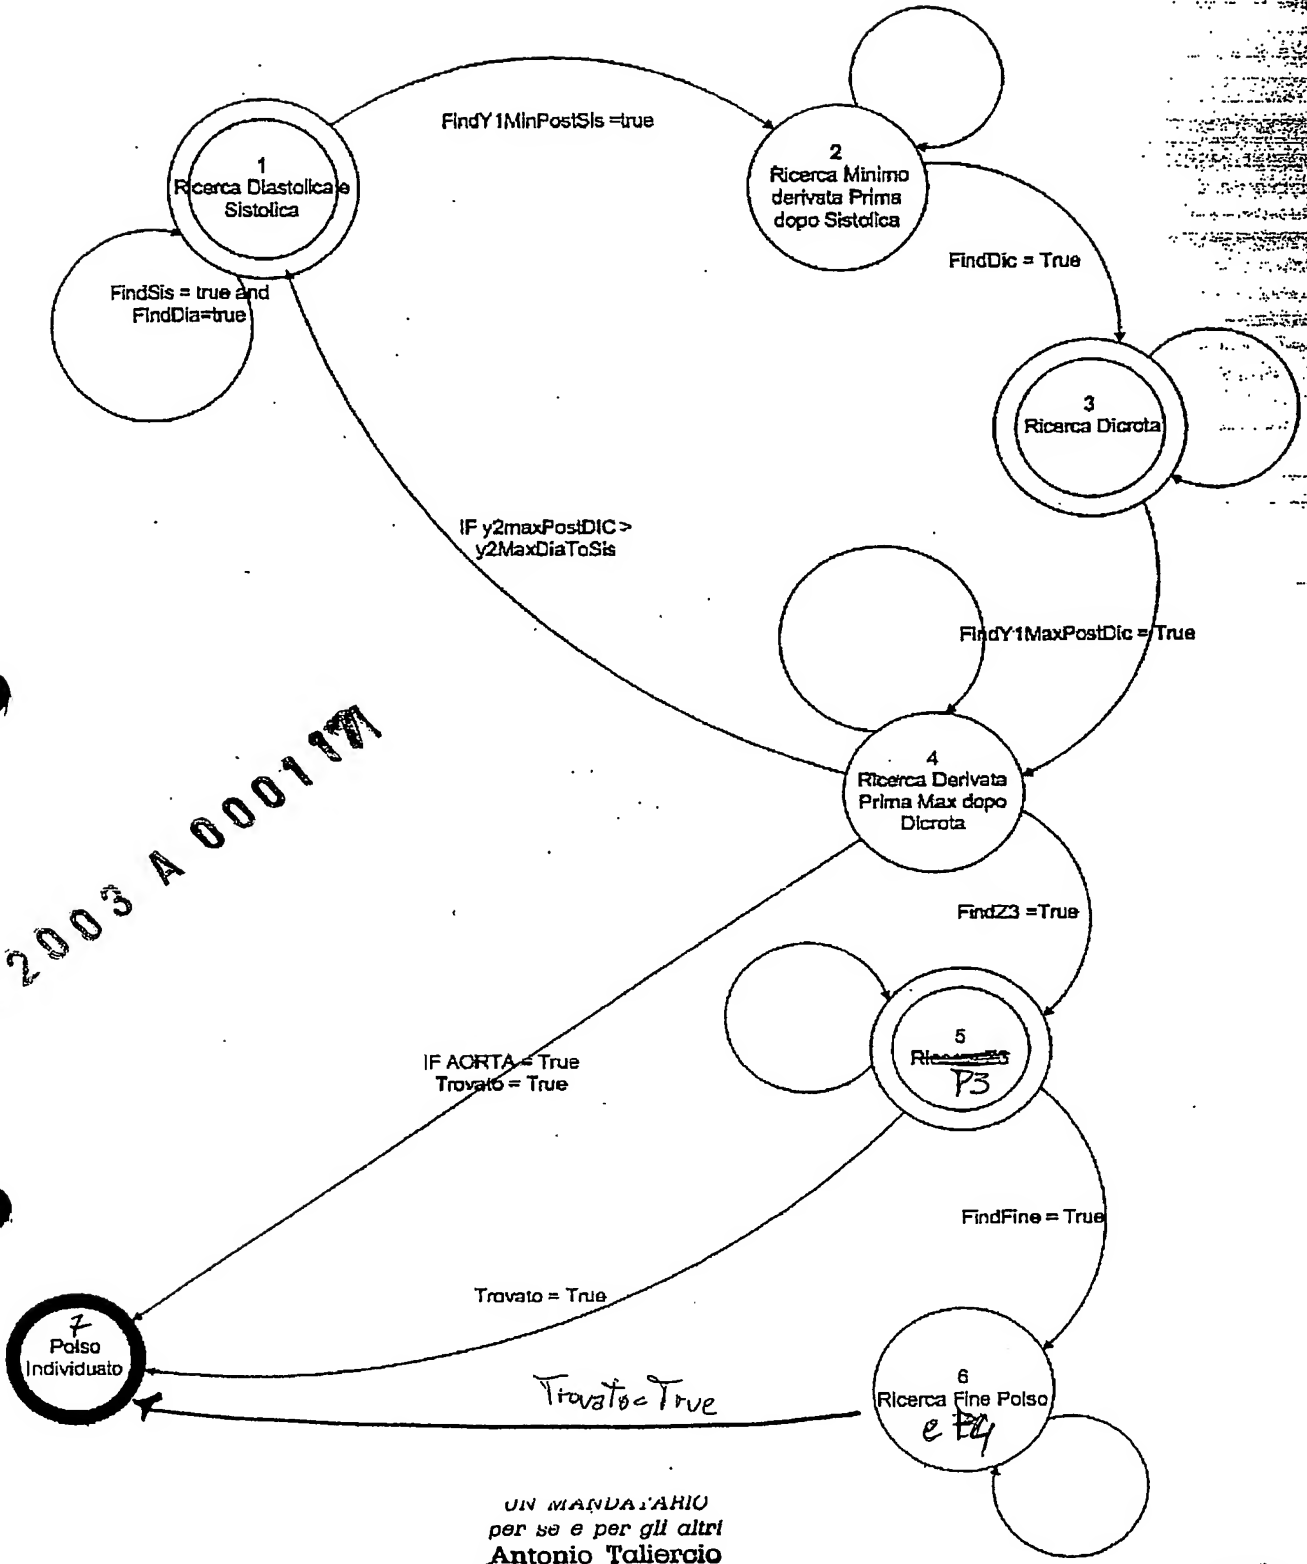 FindY1MinPostSis =true
1
Ricerca Diastolica e
Sistolica
2
Ricerca Minimo
derivata Prima
dopo Sistolica
FindDic = True
FindSis = true and
FindDia=true
3
Ricerca Dicrota
IF y2maxPostDIC >
y2MaxDiaToSis
FindY1MaxPostDic = True
4
Ricerca Derivata
Prima Max dopo
Dicrota
2003 A 000117
FindZ3 =True
5
P3
IF AORTA = True
Trovato = True
FindFine = True
Trovato = True
7
Polso
Individuato
Trovato = True
6
Ricerca Fine Polso
e P4
UN MANDATARIO
per se e per gli altri
Antonio Taliercio